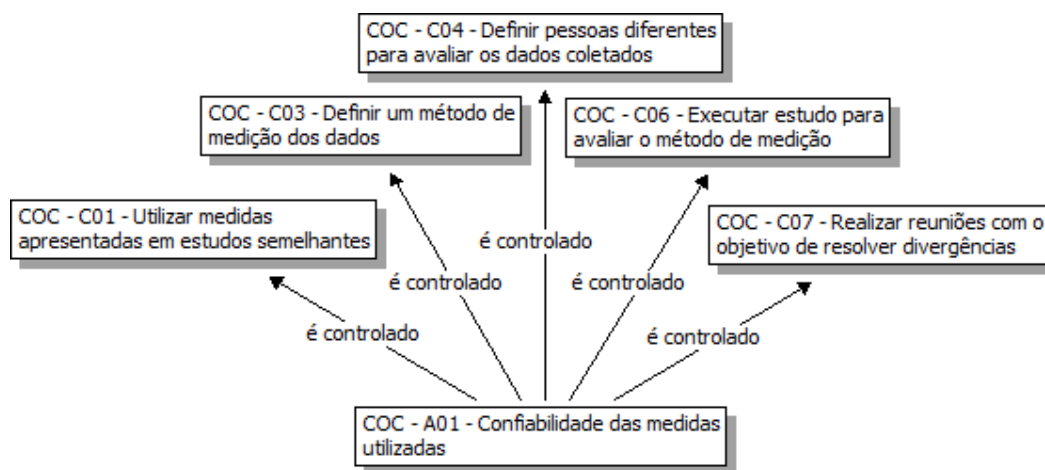 COC - C04 - Definir pessoas diferentes
para avaliar os dados coletados
COC - C03 - Definir um método de
medição dos dados
COC - C06 - Executar estudo para
avaliar o método de medição
COC - C01 - Utilizar medidas
apresentadas em estudos semelhantes
COC - C07 - Realizar reuniões com o
objetivo de resolver divergências
é controlado
é controlado
é controlado
é controlado
é controlado
COC - A01 - Confiabilidade das medidas
utilizadas